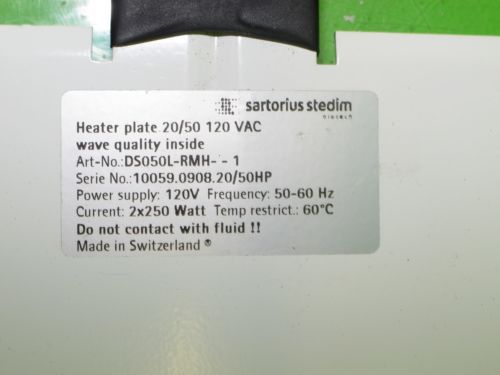 sartorius stedim
biotech
Heater plate 20/50 120 VAC
wave quality inside
Art-No.:DS050L-RMH- - 1
Serie No.:10059.0908.20/50HP
Power supply: 120V Frequency: 50-60 Hz
Current: 2x250 Watt Temp restrict.: 60°C
Do not contact with fluid !!
Made in Switzerland ®